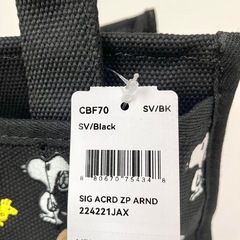 CBF70 SV/BK
SV/Black
8 80670 75434 8
SIG ACRD ZP ARND
224221JAX